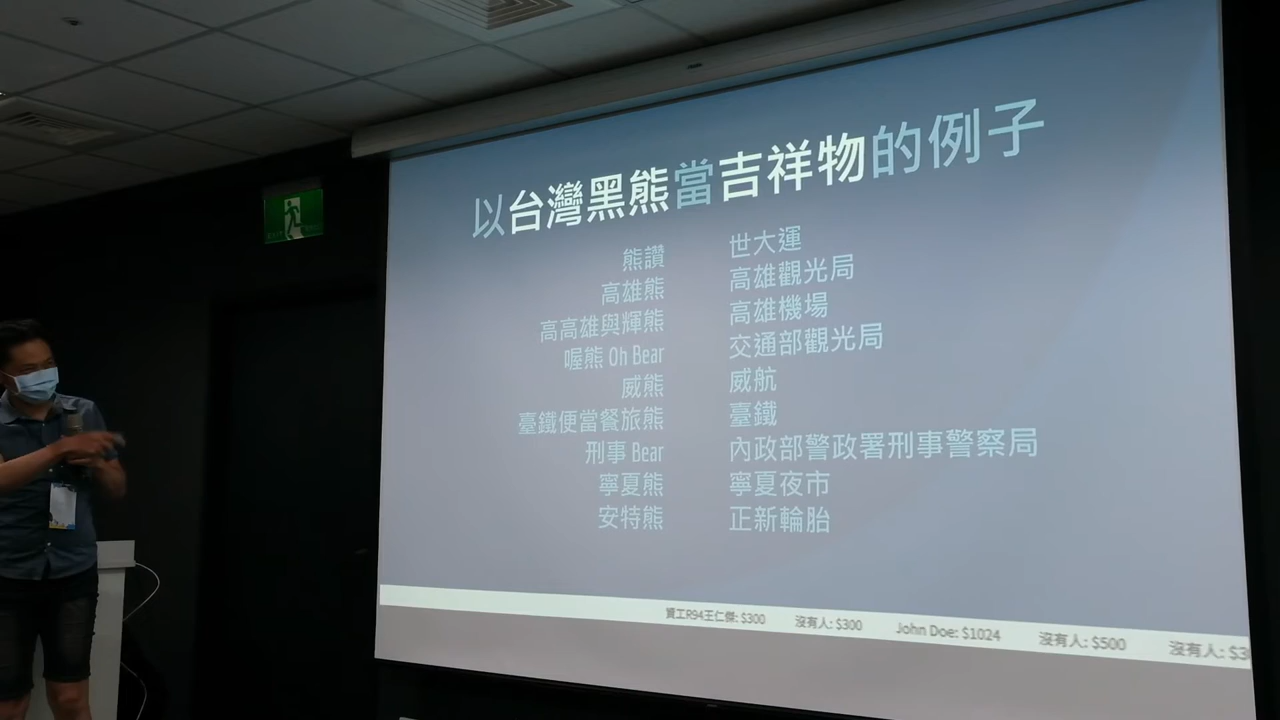 以台灣黑熊當吉祥物的例子
熊讚 世大運
高雄熊 高雄觀光局
高高雄與輝熊 高雄機場
喔熊 Oh Bear 交通部觀光局
威熊 威航
臺鐵便當餐旅熊 臺鐵
刑事 Bear 內政部警政署刑事警察局
寧夏熊 寧夏夜市
安特熊 正新輪胎
資工R94王仁傑: $300 沒有人: $300 John Doe: $1024 沒有人: $500 沒有人: $3